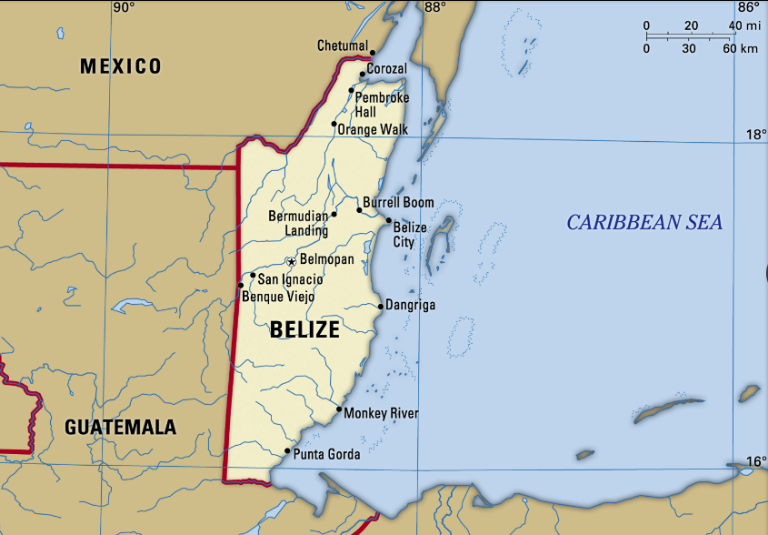 90°
88°
86°
0 20 40 mi
0 30 60 km
Chetumal
MEXICO
Corozal
Pembroke
Hall
Orange Walk
18°
Burrell Boom
Bermudian
Landing
Belize
City
CARIBBEAN SEA
Belmopan
San Ignacio
Benque Viejo
Dangriga
BELIZE
Monkey River
GUATEMALA
Punta Gorda
16°